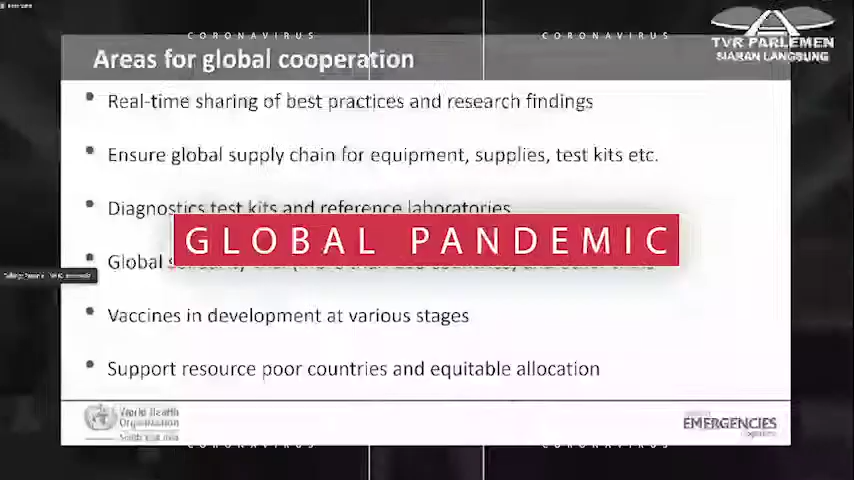 CORONAVIRUS CORONAVIRUS
TVR PARLEMEN
SIARAN LANGSUNG
Areas for global cooperation
Real-time sharing of best practices and research findings
Ensure global supply chain for equipment, supplies, test kits etc.
Diagnostics test kits and reference laboratories
GLOBAL PANDEMIC
Global
Vaccines in development at various stages
Support resource poor countries and equitable allocation
World Health
Organization
South-East Asia
EMERGENCIES
CORONAVIRUS CORONAVIRUS